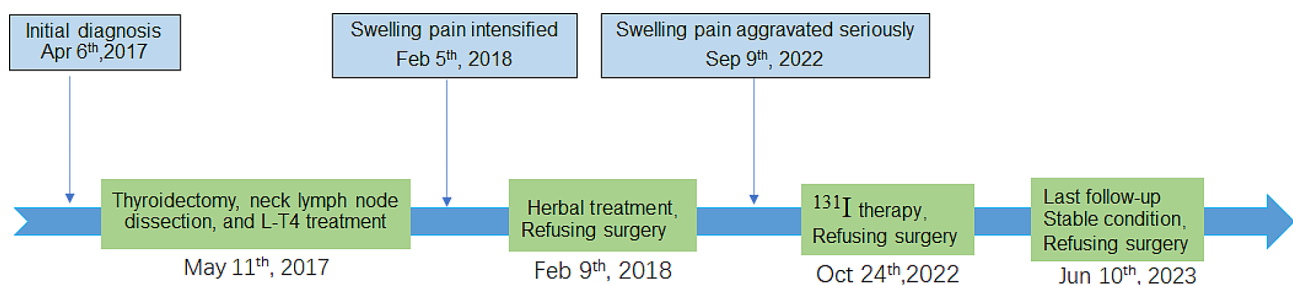 Initial diagnosis
Apr 6th,2017
Swelling pain intensified
Feb 5th, 2018
Swelling pain aggravated seriously
Sep 9th, 2022
Thyroidectomy, neck lymph node
dissection, and L-T4 treatment
May 11th, 2017
Herbal treatment,
Refusing surgery
Feb 9th, 2018
131I therapy,
Refusing surgery
Oct 24th,2022
Last follow-up
Stable condition,
Refusing surgery
Jun 10th, 2023